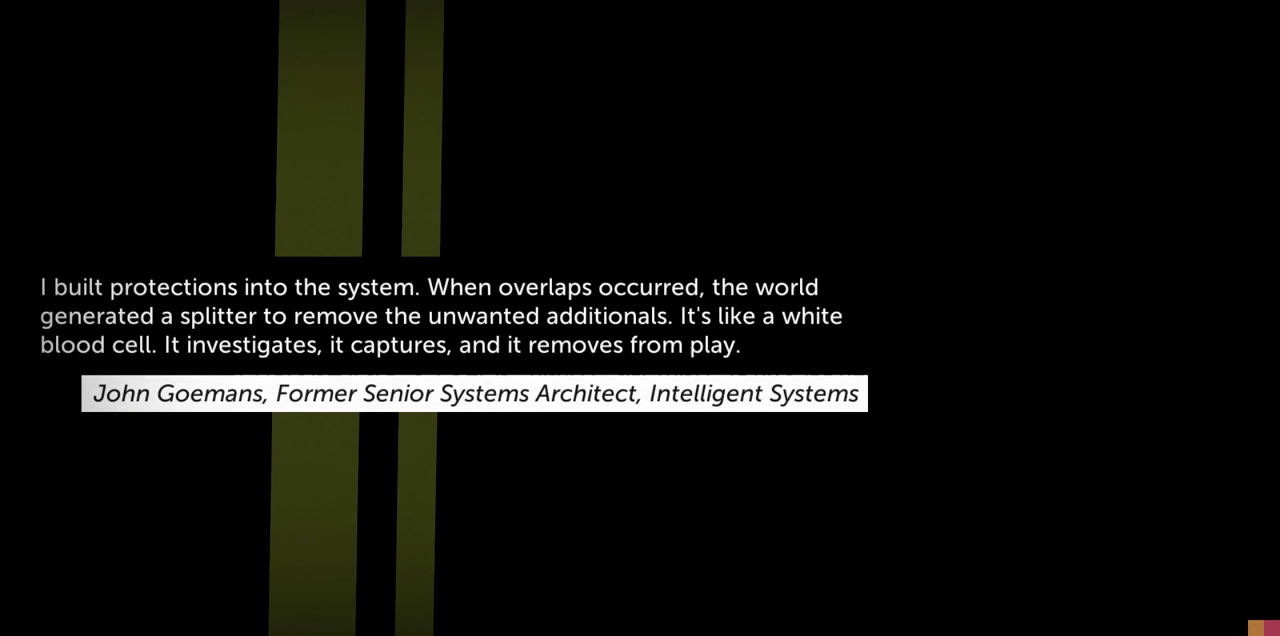 I built protections into the system. When overlaps occurred, the world
generated a splitter to remove the unwanted additionals. It's like a white
blood cell. It investigates, it captures, and it removes from play.
John Goemans, Former Senior Systems Architect, Intelligent Systems